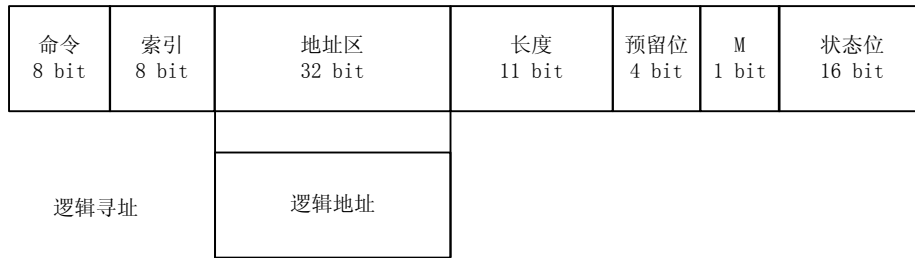 命令 索引 地址区 长度 预留位 M 状态位
8 bit 8 bit 32 bit 11 bit 4 bit 1 bit 16 bit
逻辑寻址 逻辑地址